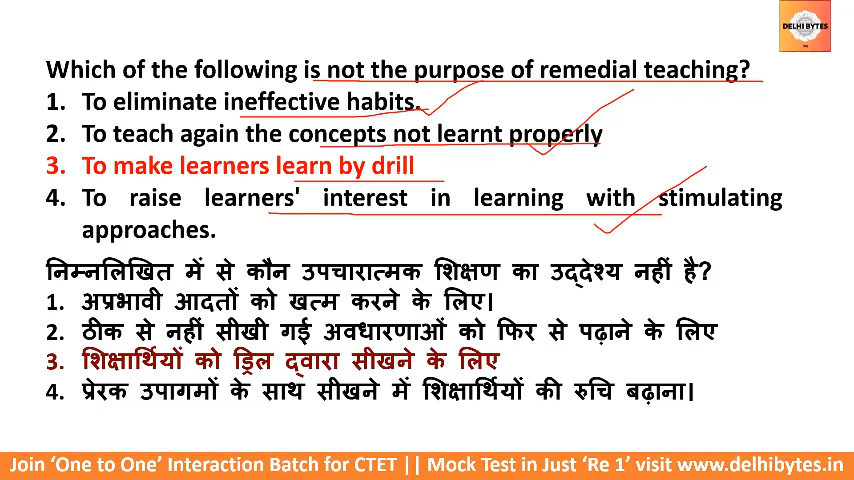 DELHI BYTES
Which of the following is not the purpose of remedial teaching?
1. To eliminate ineffective habits.
2. To teach again the concepts not learnt properly
3. To make learners learn by drill
4. To raise learners' interest in learning with stimulating
approaches.
निम्नलिखित में से कौन उपचारात्मक शिक्षण का उद्देश्य नहीं है?
1. अप्रभावी आदतों को खत्म करने के लिए।
2. ठीक से नहीं सीखी गई अवधारणाओं को फिर से पढ़ाने के लिए
3. शिक्षार्थियों को ड्रिल द्वारा सीखने के लिए
4. प्रेरक उपागमों के साथ सीखने में शिक्षार्थियों की रुचि बढ़ाना।
Join ‘One to One’ Interaction Batch for CTET || Mock Test in Just ‘Re 1’ visit www.delhibytes.in